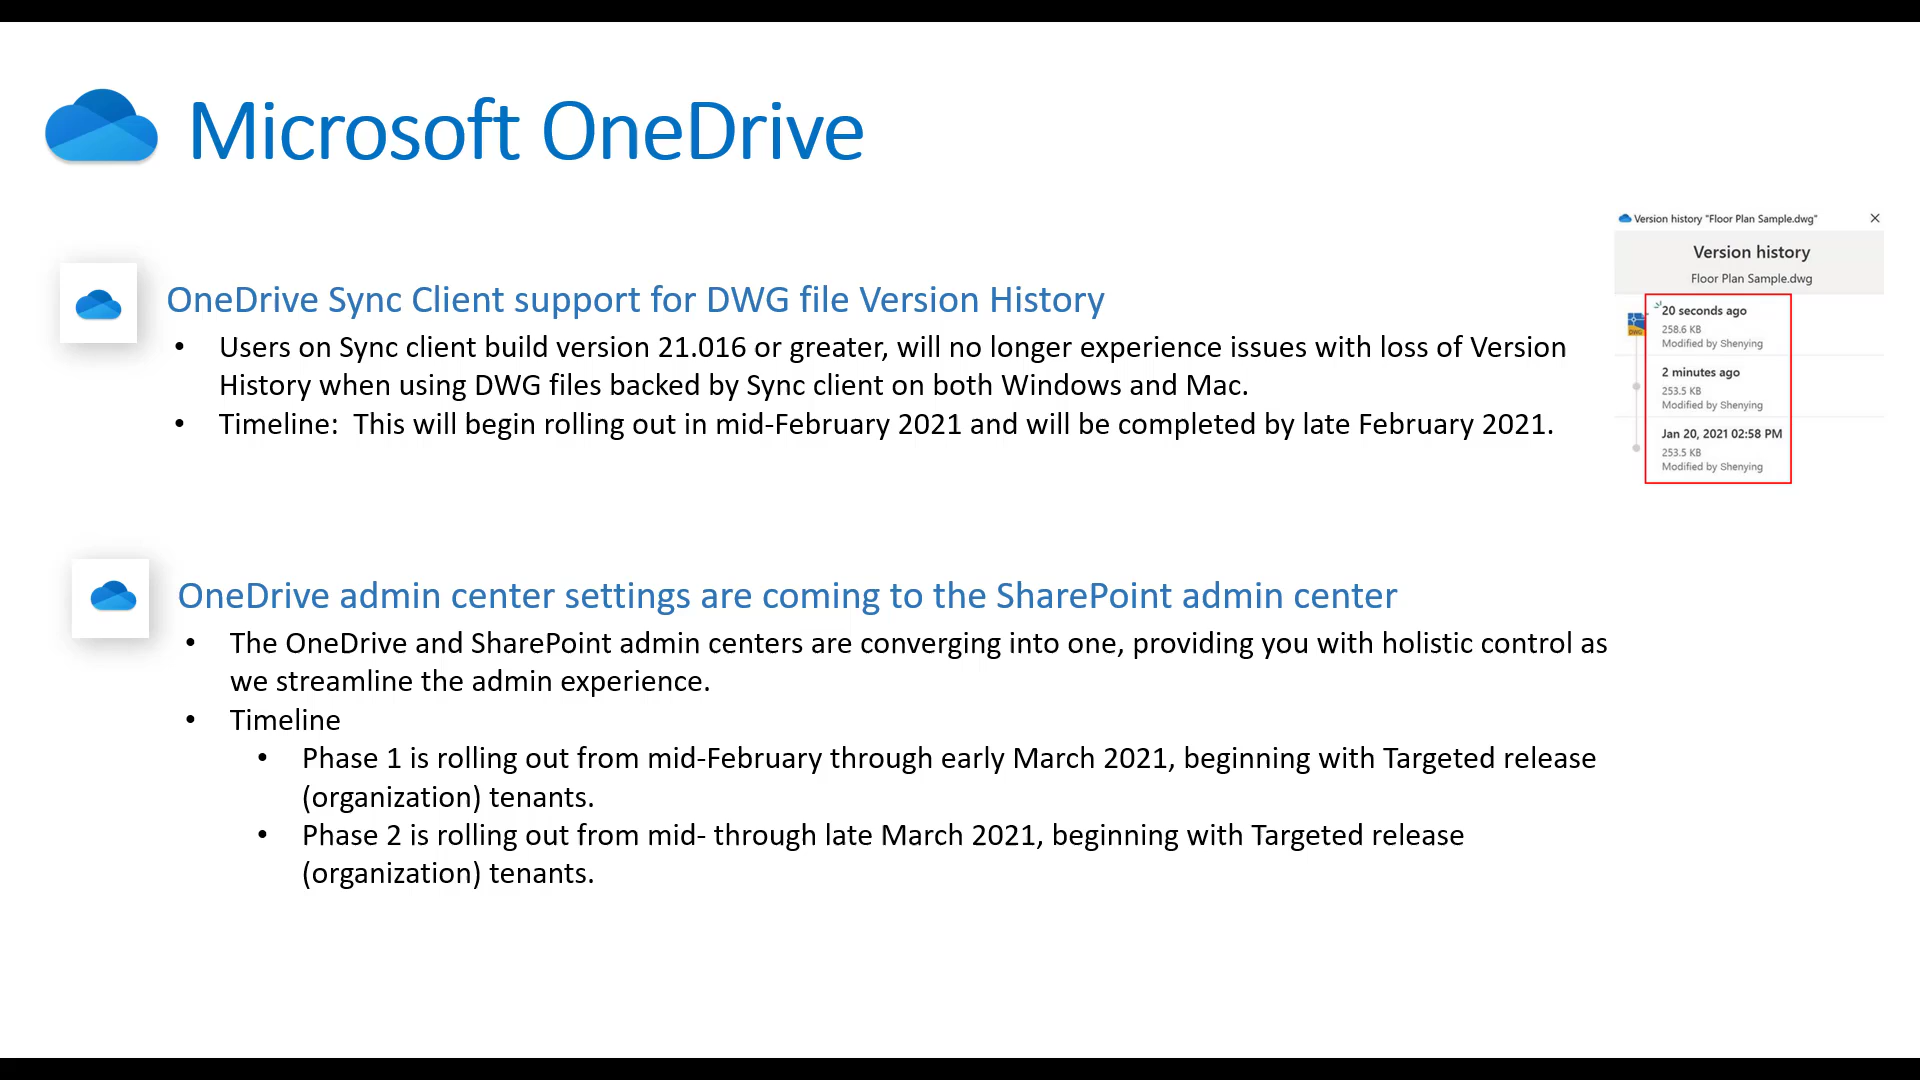 Microsoft OneDrive
OneDrive Sync Client support for DWG file Version History
• Users on Sync client build version 21.016 or greater, will no longer experience issues with loss of Version
History when using DWG files backed by Sync client on both Windows and Mac.
• Timeline:  This will begin rolling out in mid-February 2021 and will be completed by late February 2021.
Version history "Floor Plan Sample.dwg"
Version history
Floor Plan Sample.dwg
DWG
20 seconds ago
258.6 KB
Modified by Shenying
2 minutes ago
253.5 KB
Modified by Shenying
Jan 20, 2021 02:58 PM
253.5 KB
Modified by Shenying
OneDrive admin center settings are coming to the SharePoint admin center
• The OneDrive and SharePoint admin centers are converging into one, providing you with holistic control as
we streamline the admin experience.
• Timeline
• Phase 1 is rolling out from mid-February through early March 2021, beginning with Targeted release
(organization) tenants.
• Phase 2 is rolling out from mid- through late March 2021, beginning with Targeted release
(organization) tenants.